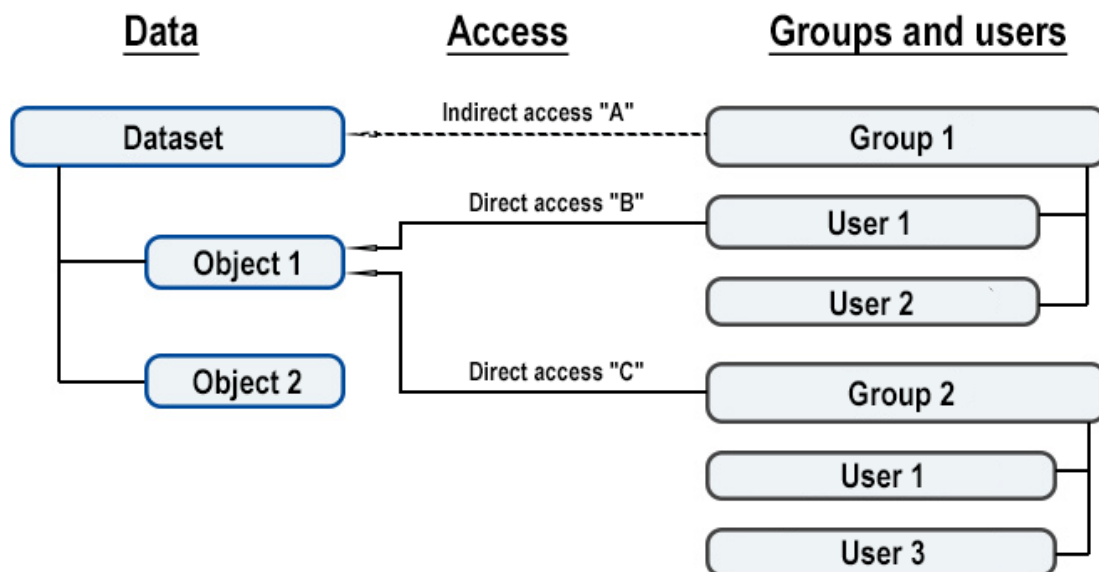 Data
Access
Groups and users
Dataset
Indirect access "A"
Group 1
Direct access "B"
User 1
Object 1
User 2
Object 2
Direct access "C"
Group 2
User 1
User 3